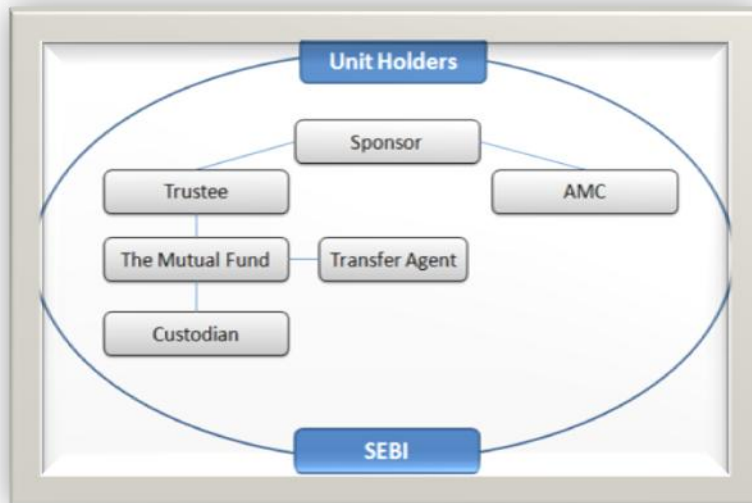 Unit Holders
Sponsor
Trustee
AMC
The Mutual Fund
Transfer Agent
Custodian
SEBI